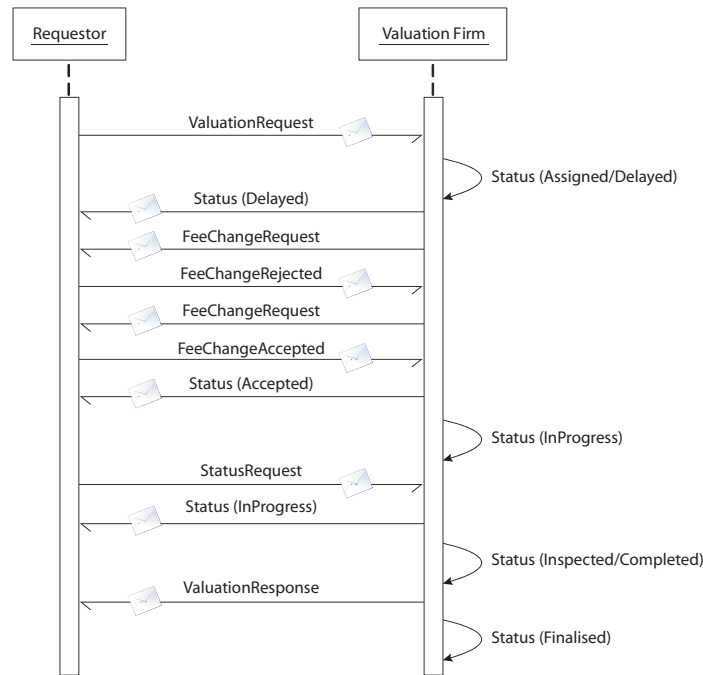 Requestor
Valuation Firm
ValuationRequest
Status (Assigned/Delayed)
Status (Delayed)
FeeChangeRequest
FeeChangeRejected
FeeChangeRequest
FeeChangeAccepted
Status (Accepted)
Status (InProgress)
StatusRequest
Status (InProgress)
Status (Inspected/Completed)
ValuationResponse
Status (Finalised)